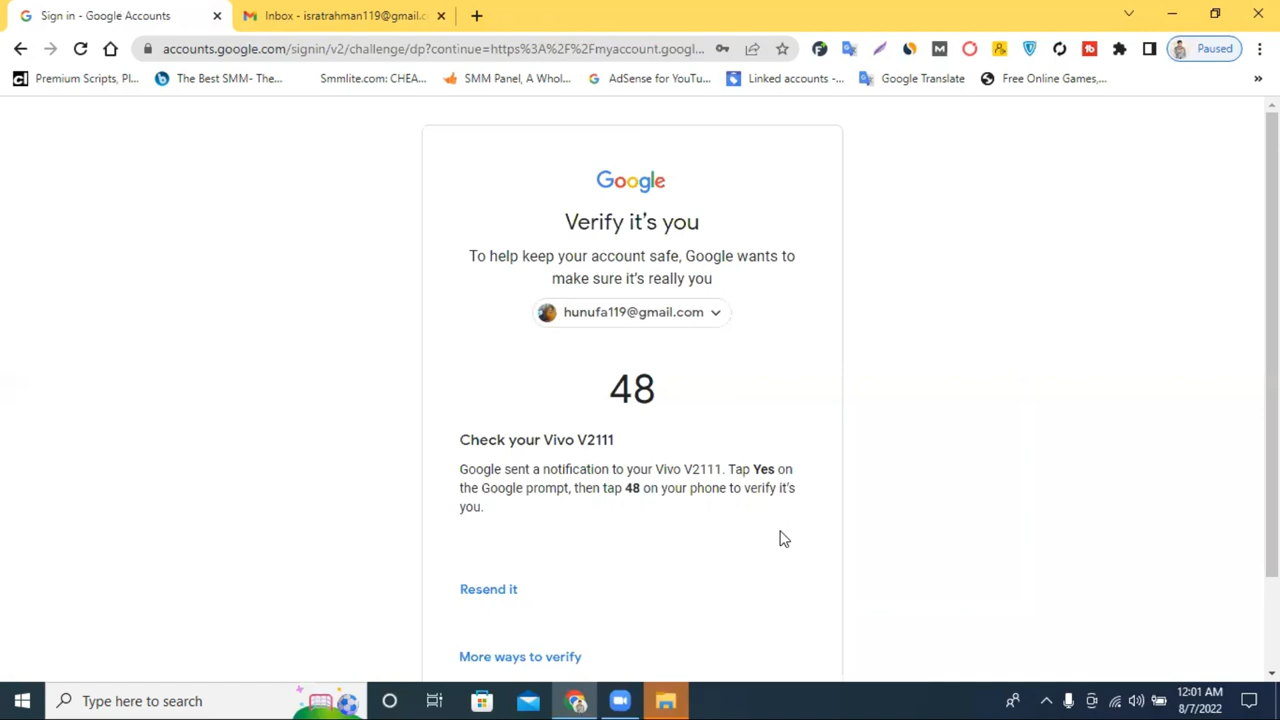 Sign in - Google Accounts
Inbox - isratrahman119@gmail.c
accounts.google.com/signin/v2/challenge/dp?continue=https%3A%2F%2Fmyaccount.googl...
Paused
Premium Scripts, Pl...
The Best SMM- The...
Smmlite.com: CHEA...
SMM Panel, A Whol...
AdSense for YouTu...
Linked accounts -...
Google Translate
Free Online Games,...
»
Google
Verify it's you
To help keep your account safe, Google wants to
make sure it's really you
hunufa119@gmail.com
48
Check your Vivo V2111
Google sent a notification to your Vivo V2111. Tap Yes on
the Google prompt, then tap 48 on your phone to verify it's
you.
Resend it
More ways to verify
Type here to search
12:01 AM
8/7/2022